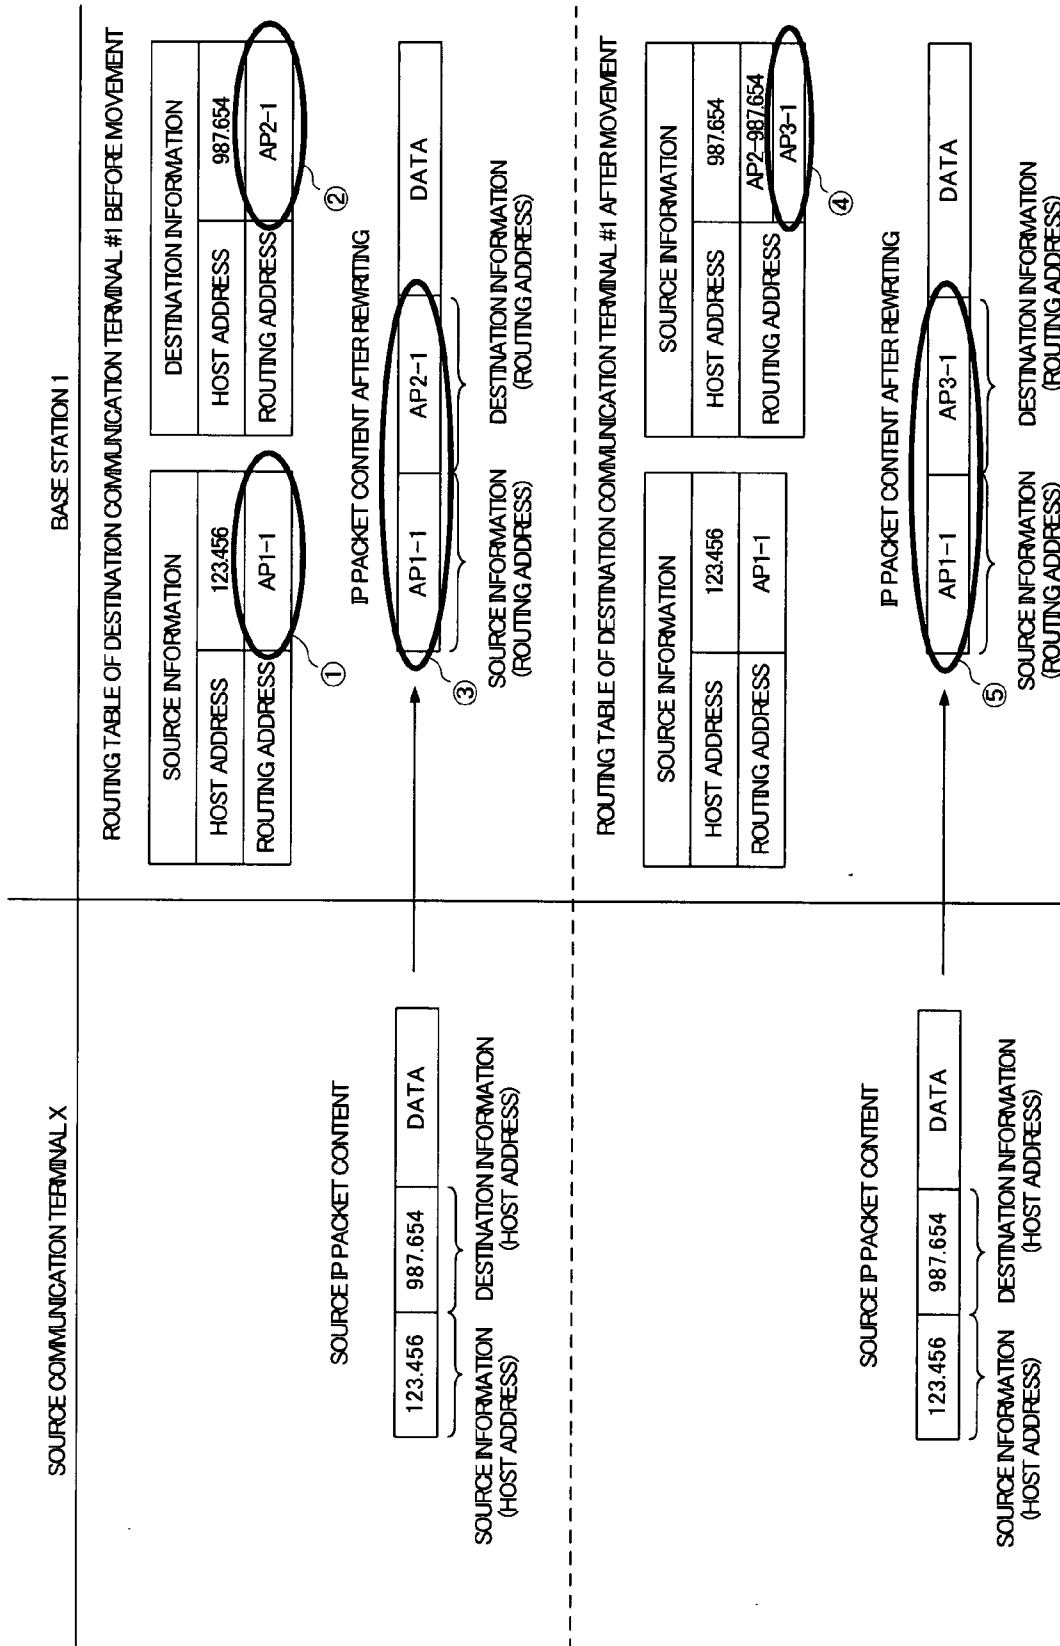 SOURCE COMMUNICATION TERMINAL X
BASE STATION 1
SOURCE IP PACKET CONTENT
123.456 987.654 DATA
SOURCE INFORMATION (HOST ADDRESS)
DESTINATION INFORMATION (HOST ADDRESS)
ROUTING TABLE OF DESTINATION COMMUNICATION TERMINAL #1 BEFORE MOVEMENT
SOURCE INFORMATION
HOST ADDRESS 123.456
ROUTING ADDRESS AP1-1
①
DESTINATION INFORMATION
HOST ADDRESS 987.654
ROUTING ADDRESS AP2-1
②
IP PACKET CONTENT AFTER REWRITING
AP1-1 AP2-1 DATA
③
SOURCE INFORMATION (ROUTING ADDRESS)
DESTINATION INFORMATION (ROUTING ADDRESS)
SOURCE IP PACKET CONTENT
123.456 987.654 DATA
SOURCE INFORMATION (HOST ADDRESS)
DESTINATION INFORMATION (HOST ADDRESS)
ROUTING TABLE OF DESTINATION COMMUNICATION TERMINAL #1 AFTER MOVEMENT
SOURCE INFORMATION
HOST ADDRESS 123.456
ROUTING ADDRESS AP1-1
SOURCE INFORMATION
HOST ADDRESS 987.654
ROUTING ADDRESS AP2-987.654
AP3-1
④
IP PACKET CONTENT AFTER REWRITING
AP1-1 AP3-1 DATA
⑤
SOURCE INFORMATION (ROUTING ADDRESS)
DESTINATION INFORMATION (ROUTING ADDRESS)